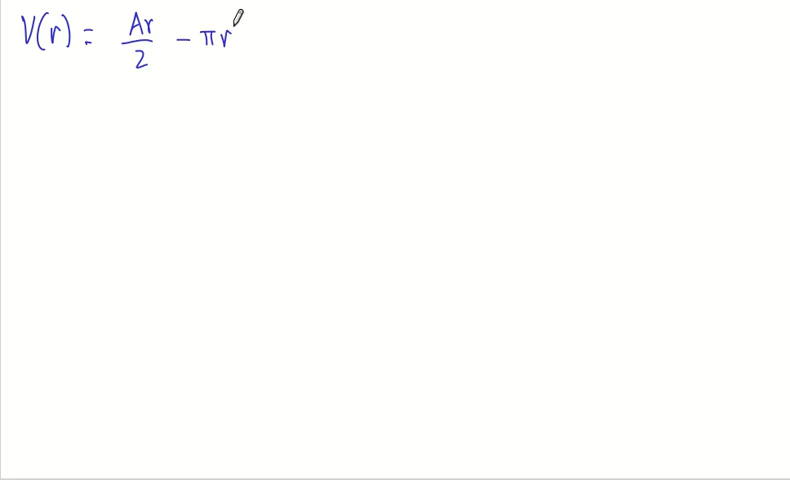 V(r) = Ar/2 - πr